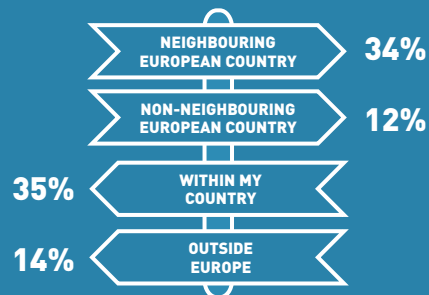 NEIGHBOURING
EUROPEAN COUNTRY
34%
NON-NEIGHBOURING
EUROPEAN COUNTRY
12%
35%
WITHIN MY
COUNTRY
14%
OUTSIDE
EUROPE